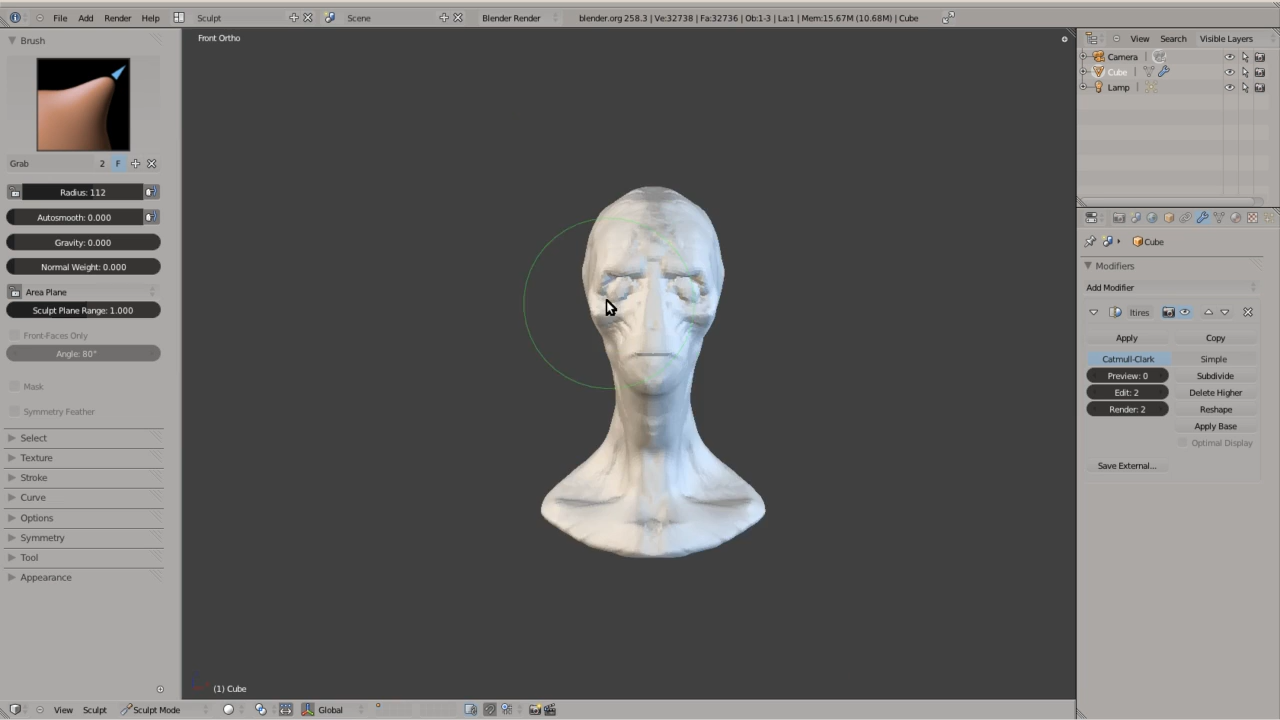 File Add Render Help Sculpt Scene Blender Render blender.org 258.3 | Ve:32738 | Fa:32736 | Ob:1-3 | La:1 | Mem:15.67M (10.68M) | Cube
Brush
Grab 2 F
Radius: 112
Autosmooth: 0.000
Gravity: 0.000
Normal Weight: 0.000
Area Plane
Sculpt Plane Range: 1.000
Front-Faces Only
Angle: 80°
Mask
Symmetry Feather
Select
Texture
Stroke
Curve
Options
Symmetry
Tool
Appearance
Front Ortho
(1) Cube
View Sculpt Sculpt Mode Global
View Search Visible Layers
Camera
Cube
Lamp
Cube
Modifiers
Add Modifier
ltires
Apply Copy
Catmull-Clark Simple
Preview: 0 Subdivide
Edit: 2 Delete Higher
Render: 2 Reshape
Apply Base
Optimal Display
Save External...